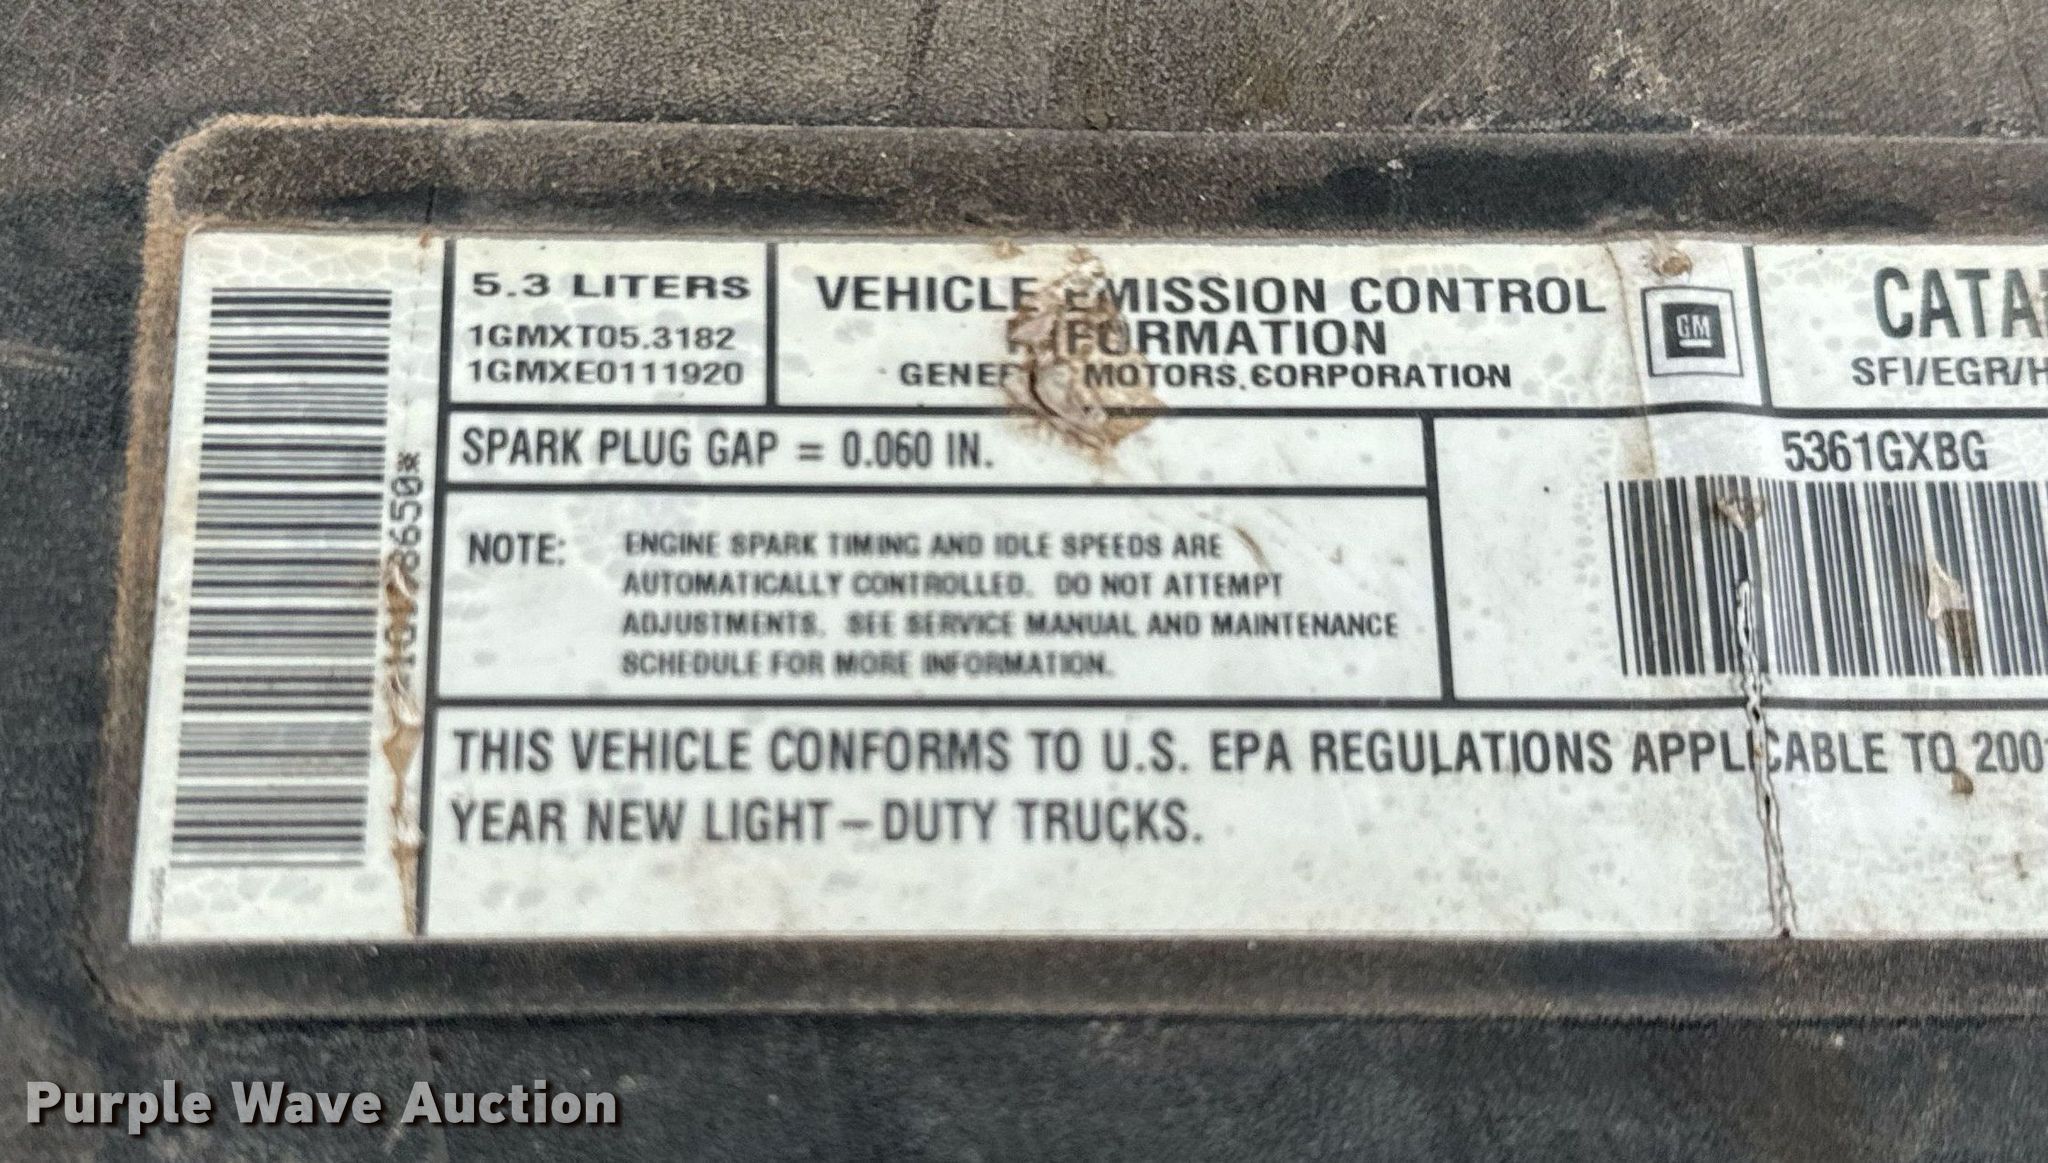 5.3 LITERS
1GMXT05.3182
1GMXE0111920
VEHICLE EMISSION CONTROL
INFORMATION
GENERAL MOTORS CORPORATION
GM
CATA
SFI/EGR/H
SPARK PLUG GAP = 0.060 IN.
5361GXBG
NOTE: ENGINE SPARK TIMING AND IDLE SPEEDS ARE
AUTOMATICALLY CONTROLLED. DO NOT ATTEMPT
ADJUSTMENTS. SEE SERVICE MANUAL AND MAINTENANCE
SCHEDULE FOR MORE INFORMATION.
THIS VEHICLE CONFORMS TO U.S. EPA REGULATIONS APPLICABLE TO 2001
YEAR NEW LIGHT-DUTY TRUCKS.
Purple Wave Auction